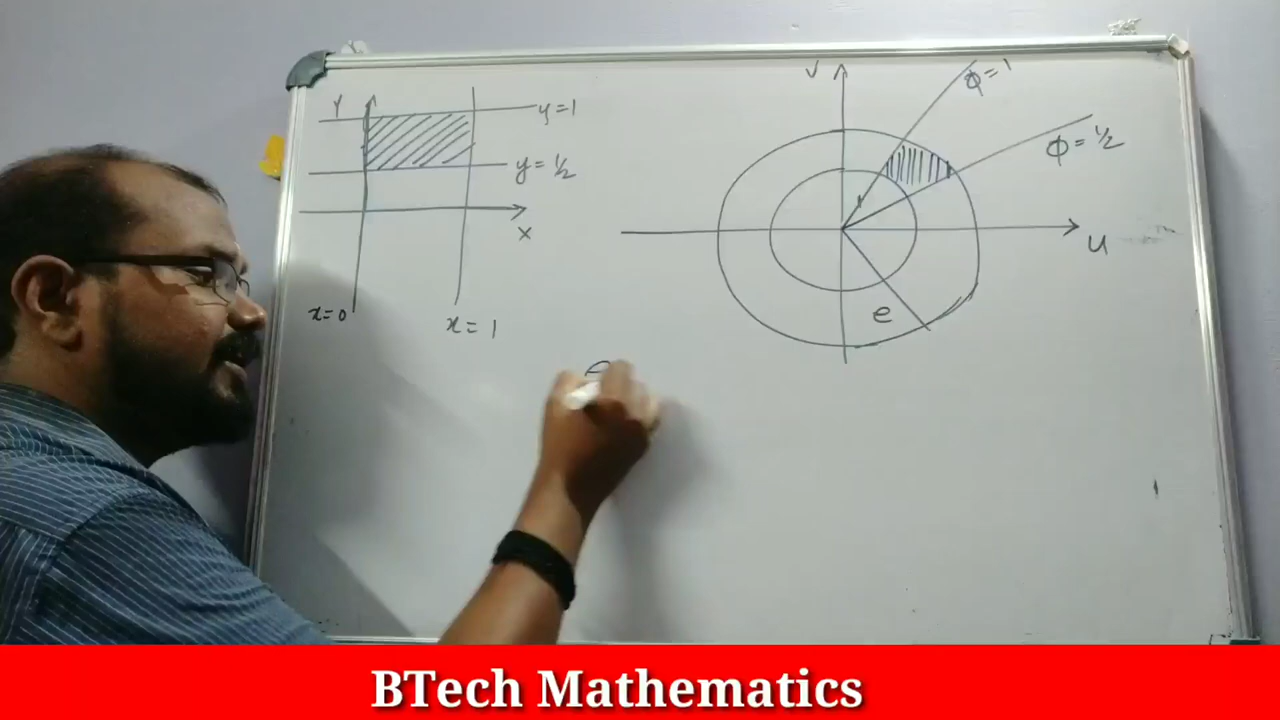 Y
y=1
y=½
X
x=0
x=1
V
ϕ=1
ϕ=½
u
e
BTech Mathematics